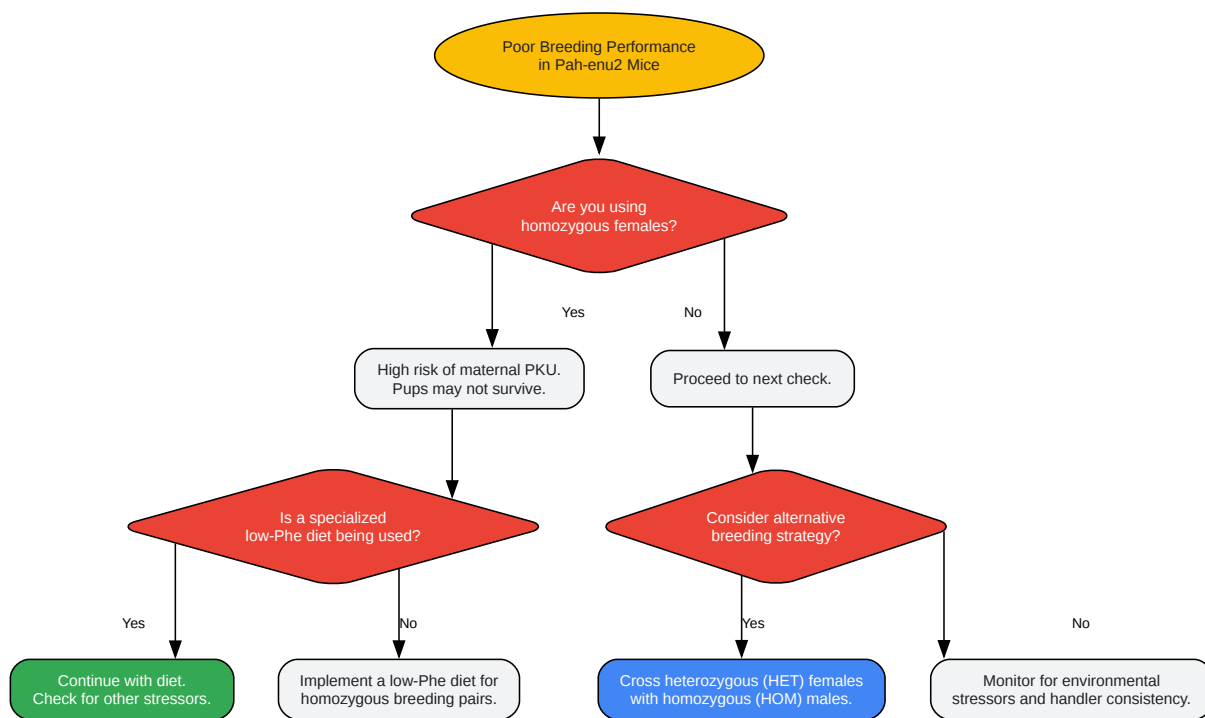 Poor Breeding Performance
in Pah-enu2 Mice
Are you using
homozygous females?
Yes
No
High risk of maternal PKU.
Pups may not survive.
Proceed to next check.
Is a specialized
low-Phe diet being used?
Consider alternative
breeding strategy?
Yes
No
Yes
No
Continue with diet.
Check for other stressors.
Implement a low-Phe diet for
homozygous breeding pairs.
Cross heterozygous (HET) females
with homozygous (HOM) males.
Monitor for environmental
stressors and handler consistency.